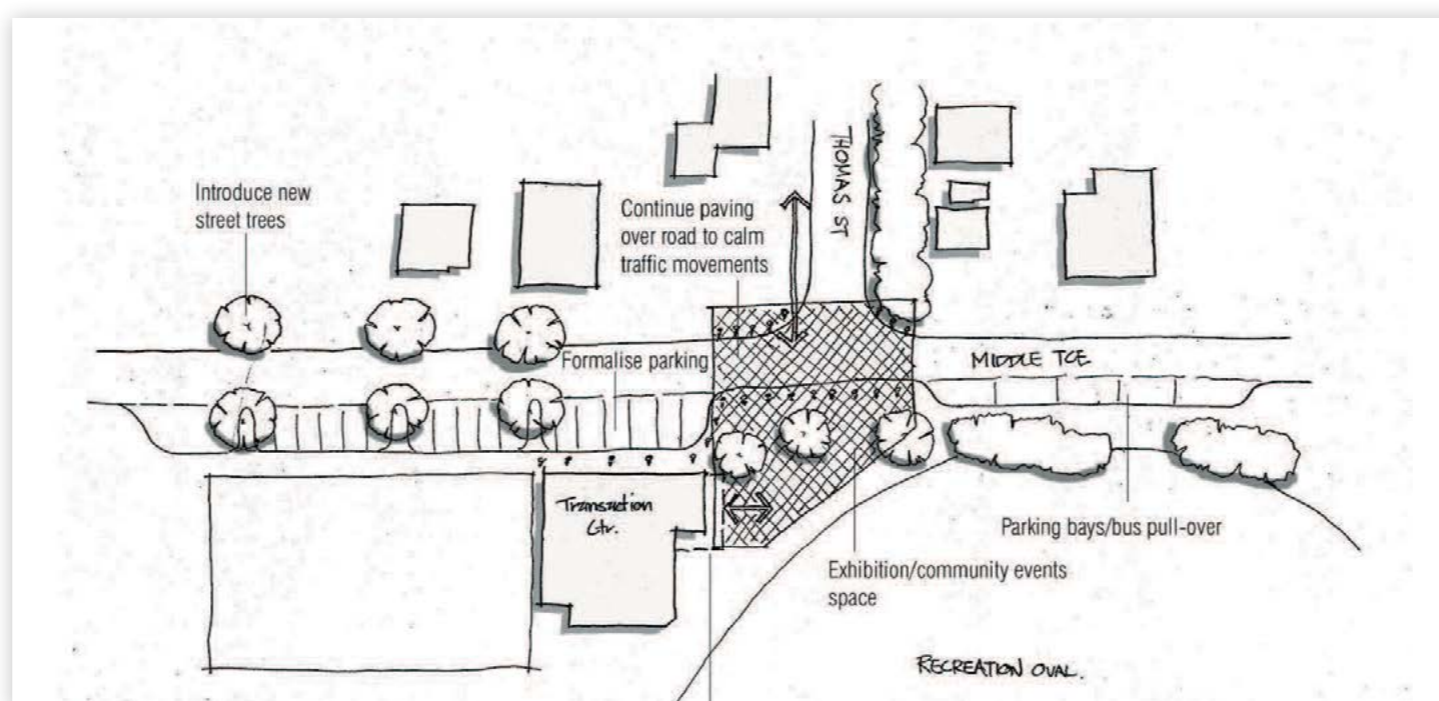 THOMAS ST
Introduce new
street trees
Continue paving
over road to calm
traffic movements
Formalise parking
MIDDLE TCE
Transaction
Ctr.
Parking bays/bus pull-over
Exhibition/community events
space
RECREATION OVAL.